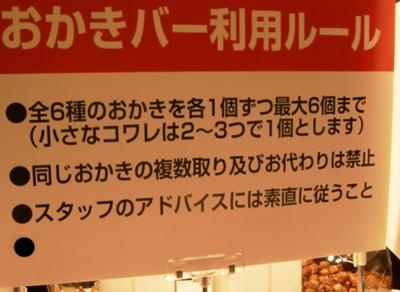 おかきバー利用ルール
●全6種のおかきを各1個ずつ最大6個まで
（小さなコワレは2〜3つで1個とします）
●同じおかきの複数取り及びお代わりは禁止
●スタッフのアドバイスには素直に従うこと
●